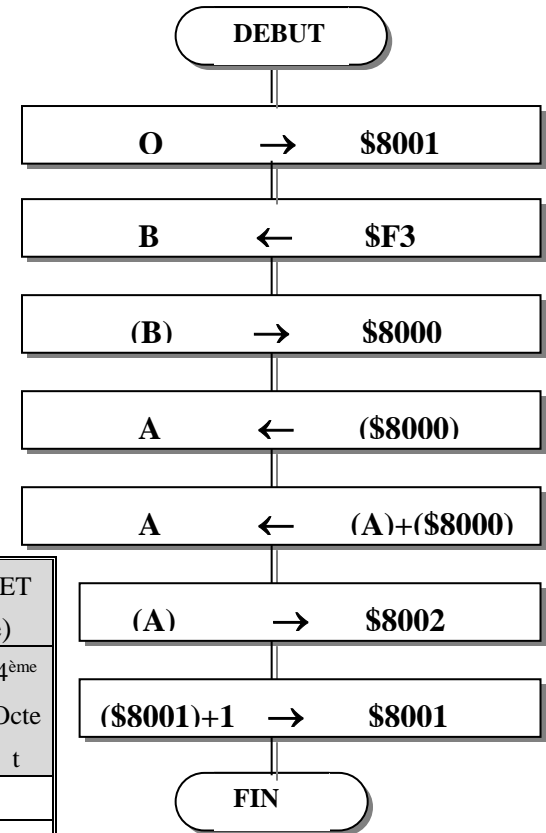 DEBUT
O → $8001
B ← $F3
(B) → $8000
A ← ($8000)
A ← (A)+($8000)
(A) → $8002
($8001)+1 → $8001
FIN
ET
)
4ème
Octe
t